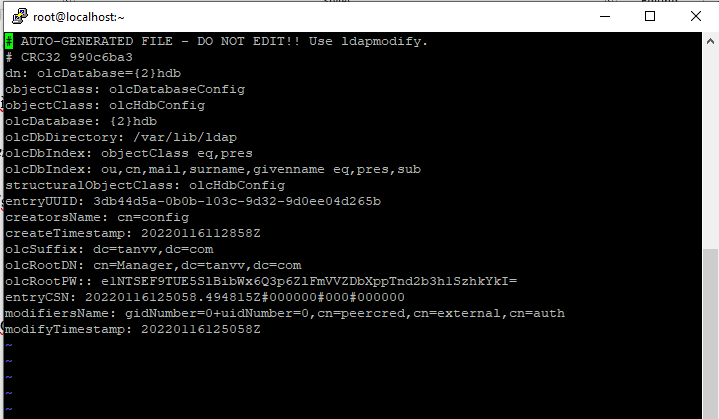 root@localhost:~
# AUTO-GENERATED FILE - DO NOT EDIT!! Use ldapmodify.
# CRC32 990c6ba3
dn: olcDatabase={2}hdb
objectClass: olcDatabaseConfig
objectClass: olcHdbConfig
olcDatabase: {2}hdb
olcDbDirectory: /var/lib/ldap
olcDbIndex: objectClass eq,pres
olcDbIndex: ou,cn,mail,surname,givenname eq,pres,sub
structuralObjectClass: olcHdbConfig
entryUUID: 3db44d5a-0b0b-103c-9d32-9d0ee04d265b
creatorsName: cn=config
createTimestamp: 20220116112858Z
olcSuffix: dc=tanvv,dc=com
olcRootDN: cn=Manager,dc=tanvv,dc=com
olcRootPW::
entryCSN: 20220116125058.494815Z#000000#000#000000
modifiersName: gidNumber=0+uidNumber=0,cn=peercred,cn=external,cn=auth
modifyTimestamp: 20220116125058Z
~
~
~
~
~